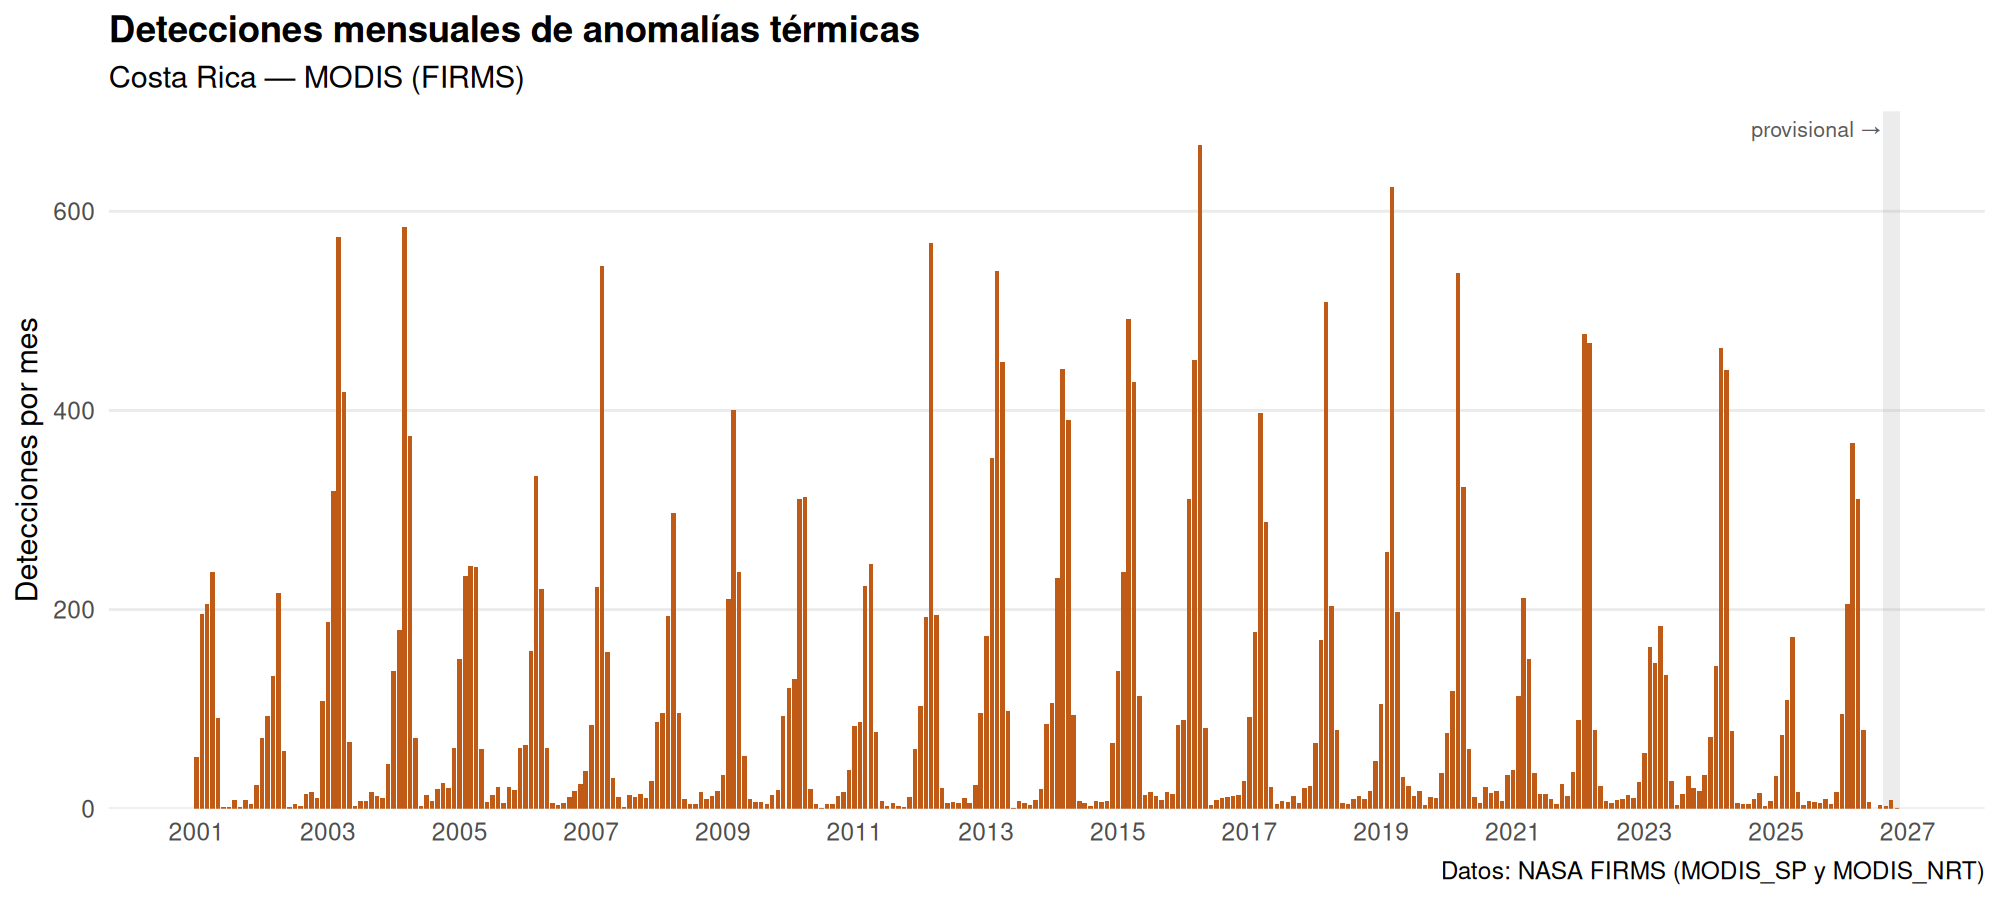 Detecciones mensuales de anomalías térmicas
Costa Rica — MODIS (FIRMS)
provisional →
Detecciones por mes
600
400
200
0
2001 2003 2005 2007 2009 2011 2013 2015 2017 2019 2021 2023 2025 2027
Datos: NASA FIRMS (MODIS_SP y MODIS_NRT)